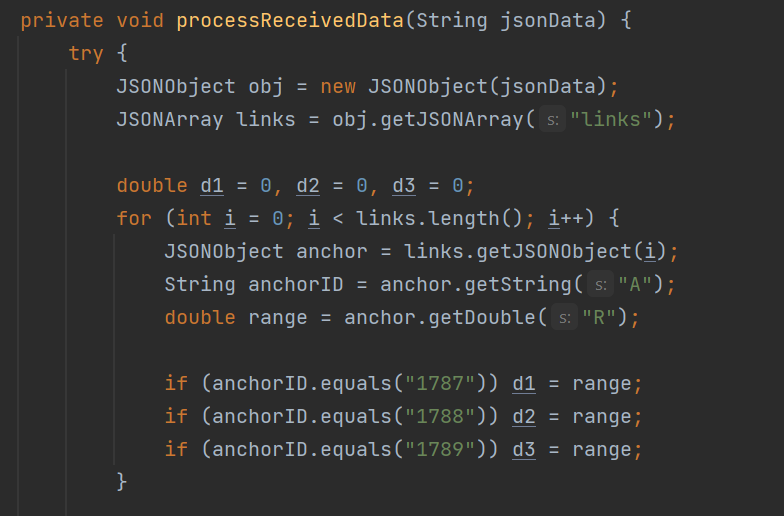 private void processReceivedData(String jsonData) {
try {
JSONObject obj = new JSONObject(jsonData);
JSONArray links = obj.getJSONArray( s: "links");
double d1 = 0, d2 = 0, d3 = 0;
for (int i = 0; i < links.length(); i++) {
JSONObject anchor = links.getJSONObject(i);
String anchorID = anchor.getString( s: "A");
double range = anchor.getDouble( s: "R");
if (anchorID.equals("1787")) d1 = range;
if (anchorID.equals("1788")) d2 = range;
if (anchorID.equals("1789")) d3 = range;
}